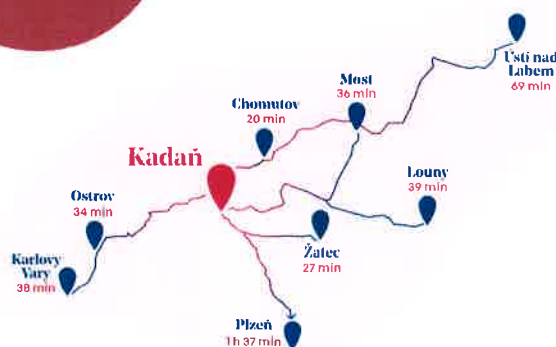 Ústí nad
Labem
69 min
Most
36 min
Chomutov
20 min
Kadaň
Louny
39 min
Ostrov
34 min
Žatec
27 min
Karlovy
Vary
38 min
Plzeň
1h 37 min